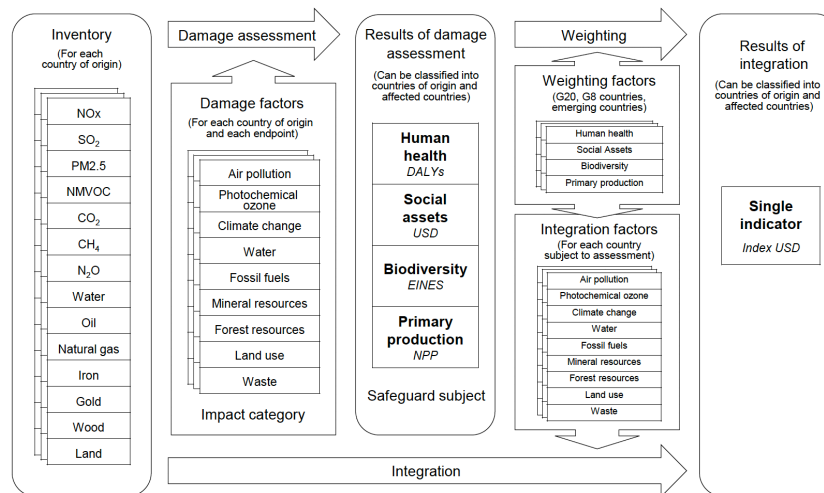 Inventory
(For each
country of origin)
NOx
SO2
PM2.5
NMVOC
CO2
CH4
N2O
Water
Oil
Natural gas
Iron
Gold
Wood
Land
Damage assessment
Damage factors
(For each country of origin
and each endpoint)
Air pollution
Photochemical
ozone
Climate change
Water
Fossil fuels
Mineral resources
Forest resources
Land use
Waste
Impact category
Results of damage
assessment
(Can be classified into
countries of origin and
affected countries)
Human
health
DALYs
Social
assets
USD
Biodiversity
EINES
Primary
production
NPP
Safeguard subject
Weighting
Weighting factors
(G20, G8 countries,
emerging countries)
Human health
Social Assets
Biodiversity
Primary production
Integration factors
(For each country
subject to assessment)
Air pollution
Photochemical ozone
Climate change
Water
Fossil fuels
Mineral resources
Forest resources
Land use
Waste
Integration
Results of
integration
(Can be classified into
countries of origin and
affected countries)
Single
indicator
Index USD